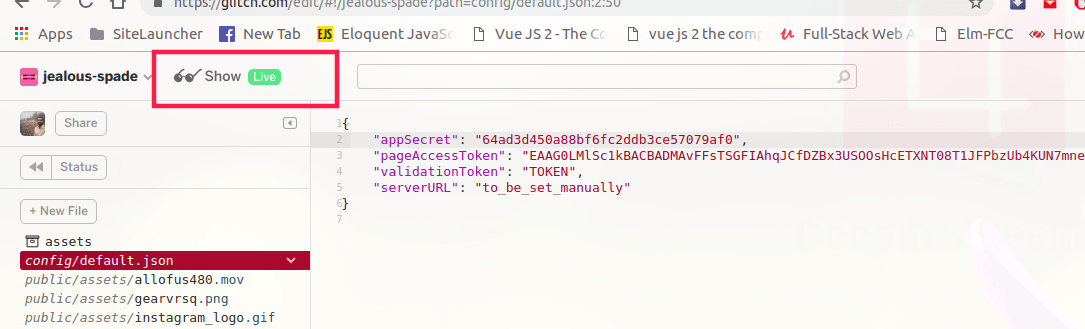 https://glitch.com/edit/#!/jealous-spade?path=config/default.json:2:50
Apps SiteLauncher New Tab EJS Eloquent JavaSc Vue JS 2 - The Co vue js 2 the comp Full-Stack Web A Elm-FCC How
jealous-spade Show Live
Share
Status
+ New File
assets
config/default.json
public/assets/allofus480.mov
public/assets/gearvrsq.png
public/assets/instagram_logo.gif
1 {
2 "appSecret": "64ad3d450a88bf6fc2ddb3ce57079af0",
3 "pageAccessToken": "EAAG0LMlSc1kBACBADMAvFFsTSGFIAhqJCfDZBx3USOOsHcETXNT08T1JFPbzUb4KUN7mne
4 "validationToken": "TOKEN",
5 "serverURL": "to_be_set_manually"
6 }
7